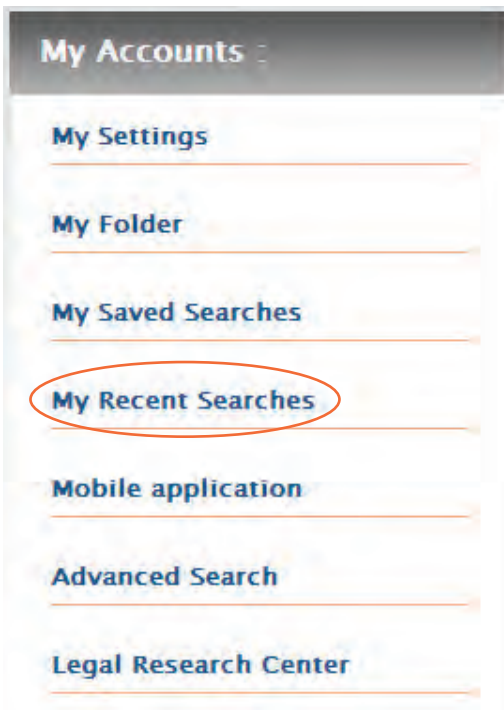 My Accounts :
My Settings
My Folder
My Saved Searches
My Recent Searches
Mobile application
Advanced Search
Legal Research Center